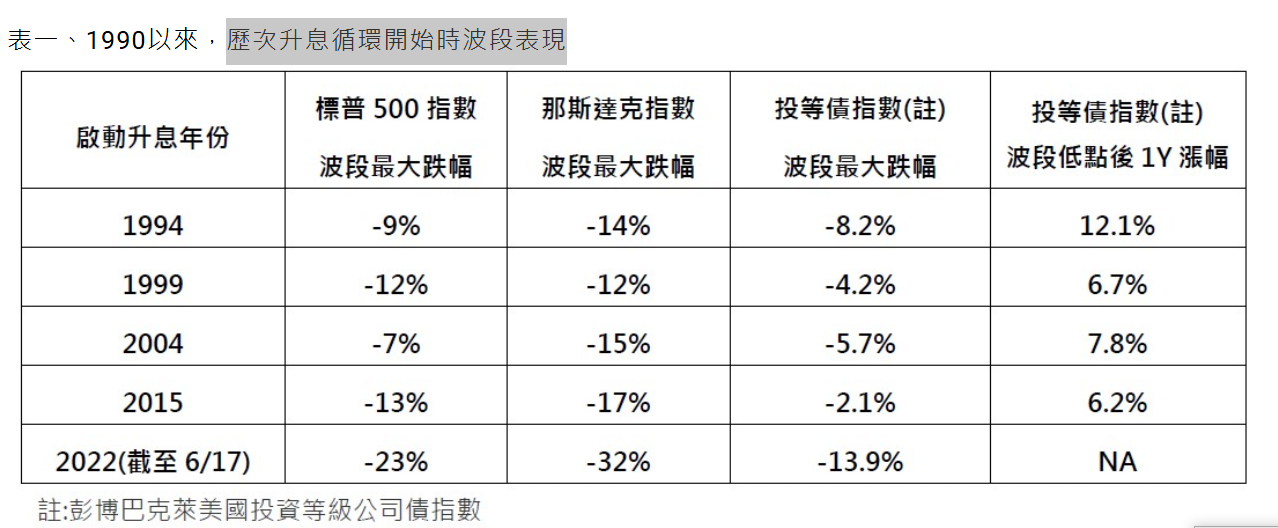 表一、1990以來，歷次升息循環開始時波段表現
啟動升息年份 標普 500 指數 波段最大跌幅 那斯達克指數 波段最大跌幅 投等債指數(註) 波段最大跌幅 投等債指數(註) 波段低點後 1Y 漲幅
1994 -9% -14% -8.2% 12.1%
1999 -12% -12% -4.2% 6.7%
2004 -7% -15% -5.7% 7.8%
2015 -13% -17% -2.1% 6.2%
2022(截至 6/17) -23% -32% -13.9% NA
註:彭博巴克萊美國投資等級公司債指數